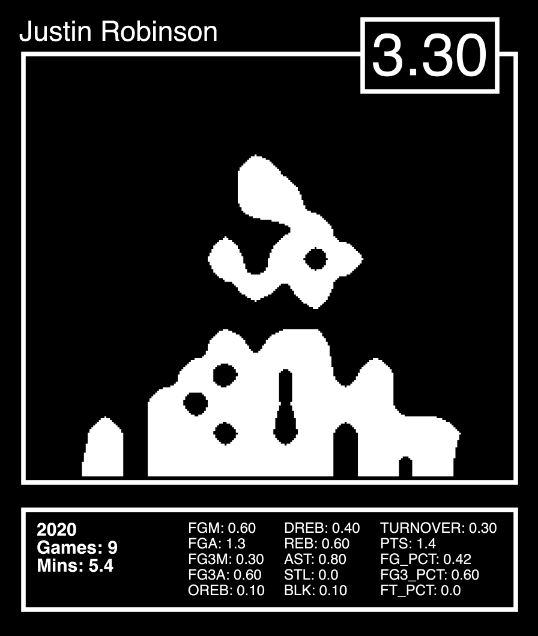 Justin Robinson
3.30
2020
Games: 9
Mins: 5.4
FGM: 0.60
FGA: 1.3
FG3M: 0.30
FG3A: 0.60
OREB: 0.10
DREB: 0.40
REB: 0.60
AST: 0.80
STL: 0.0
BLK: 0.10
TURNOVER: 0.30
PTS: 1.4
FG_PCT: 0.42
FG3_PCT: 0.60
FT_PCT: 0.0